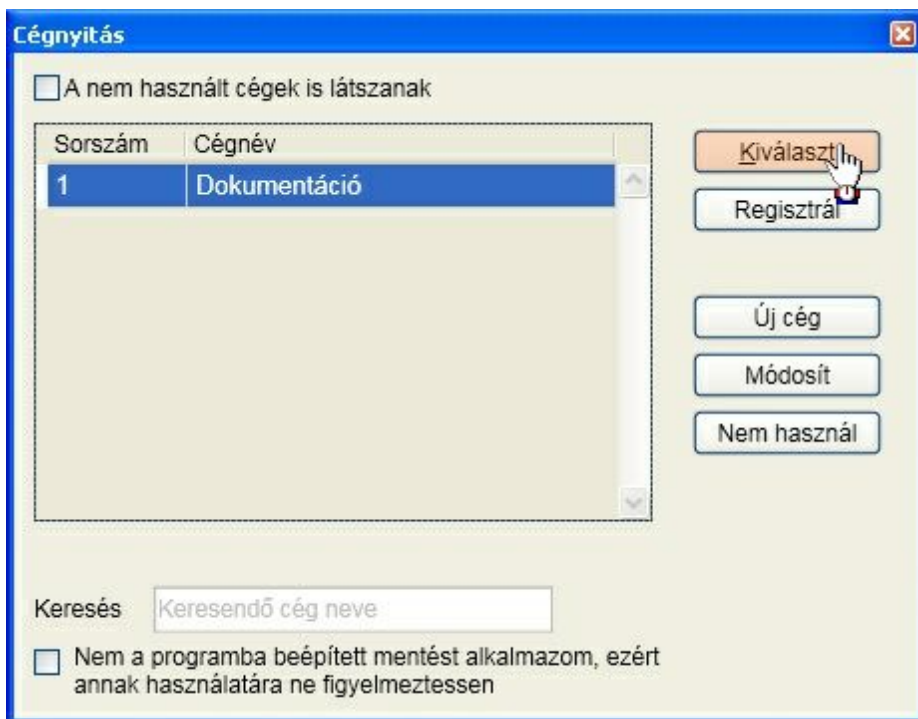 Cégnyitás
A nem használt cégek is látszanak
Sorszám Cégnév
1 Dokumentáció
Kiválaszt
Regisztrál
Új cég
Módosít
Nem használ
Keresés Keresendő cég neve
Nem a programba beépített mentést alkalmazom, ezért
annak használatára ne figyelmeztessen